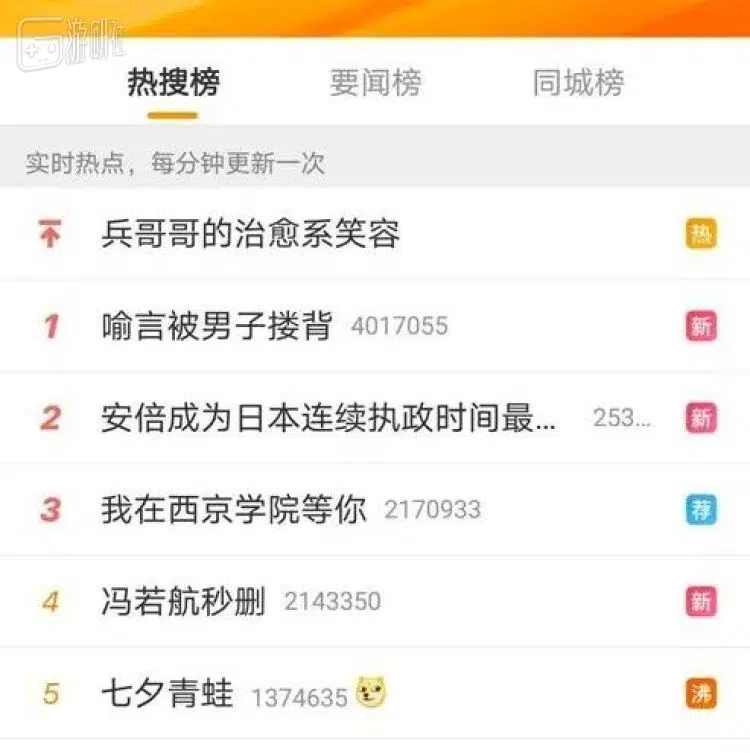 游研社
热搜榜 要闻榜 同城榜
实时热点，每分钟更新一次
兵哥哥的治愈系笑容 热
1 喻言被男子搂背 4017055 新
2 安倍成为日本连续执政时间最... 253... 新
3 我在西京学院等你 2170933 荐
4 冯若航秒删 2143350 新
5 七夕青蛙 1374635 沸